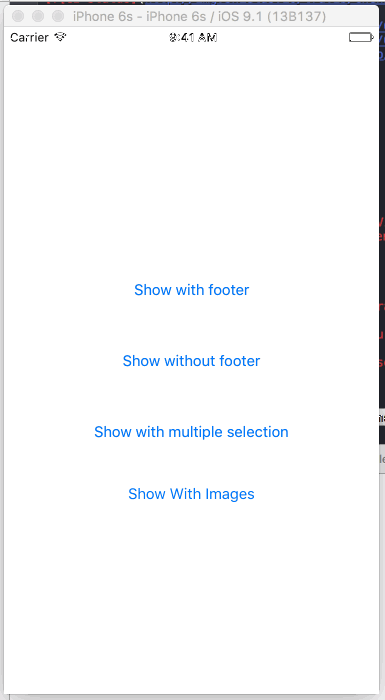 iPhone 6s - iPhone 6s / iOS 9.1 (13B137)
Carrier 9:41 AM
Show with footer
Show without footer
Show with multiple selection
Show With Images